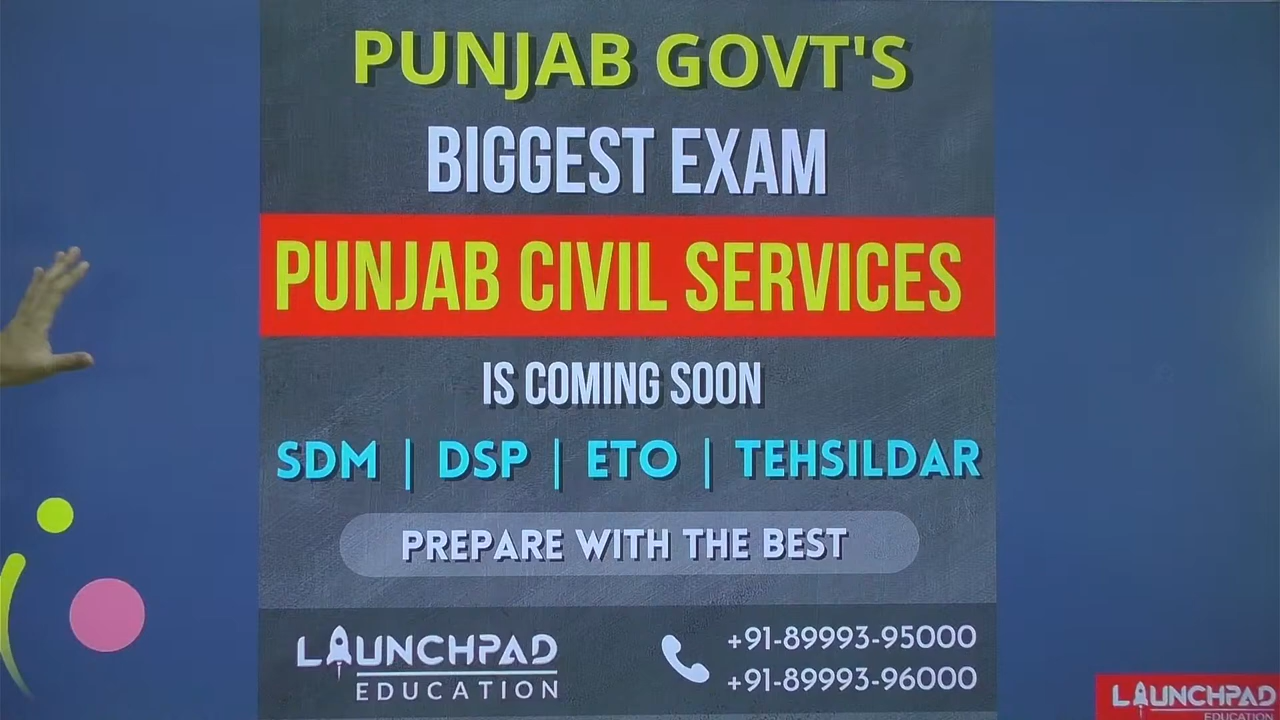 PUNJAB GOVT'S
BIGGEST EXAM
PUNJAB CIVIL SERVICES
IS COMING SOON
SDM | DSP | ETO | TEHSILDAR
PREPARE WITH THE BEST
LAUNCHPAD
EDUCATION
+91-89993-95000
+91-89993-96000
LAUNCHPAD
EDUCATION